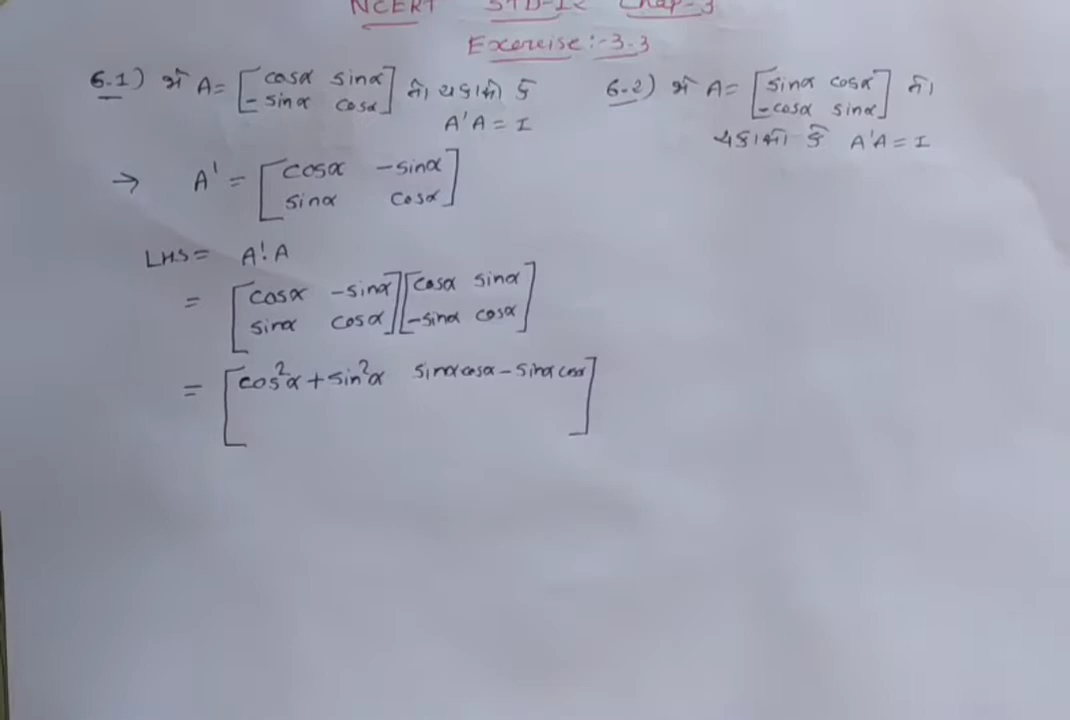 NCERT STD-12 Chap-3
Exercise:-3.3
6.1) જો A = [cosα sinα
-sinα cosα] તો ચકાસો કે
A'A = I
→ A' = [cosα -sinα
sinα cosα]
LHS = A'.A
= [cosα -sinα] [cosα sinα]
[sinα cosα] [-sinα cosα]
= [cos²α + sin²α sinα cosα - sinα cosα]
6.2) જો A = [sinα cosα
-cosα sinα] તો
ચકાસો કે A'A = I